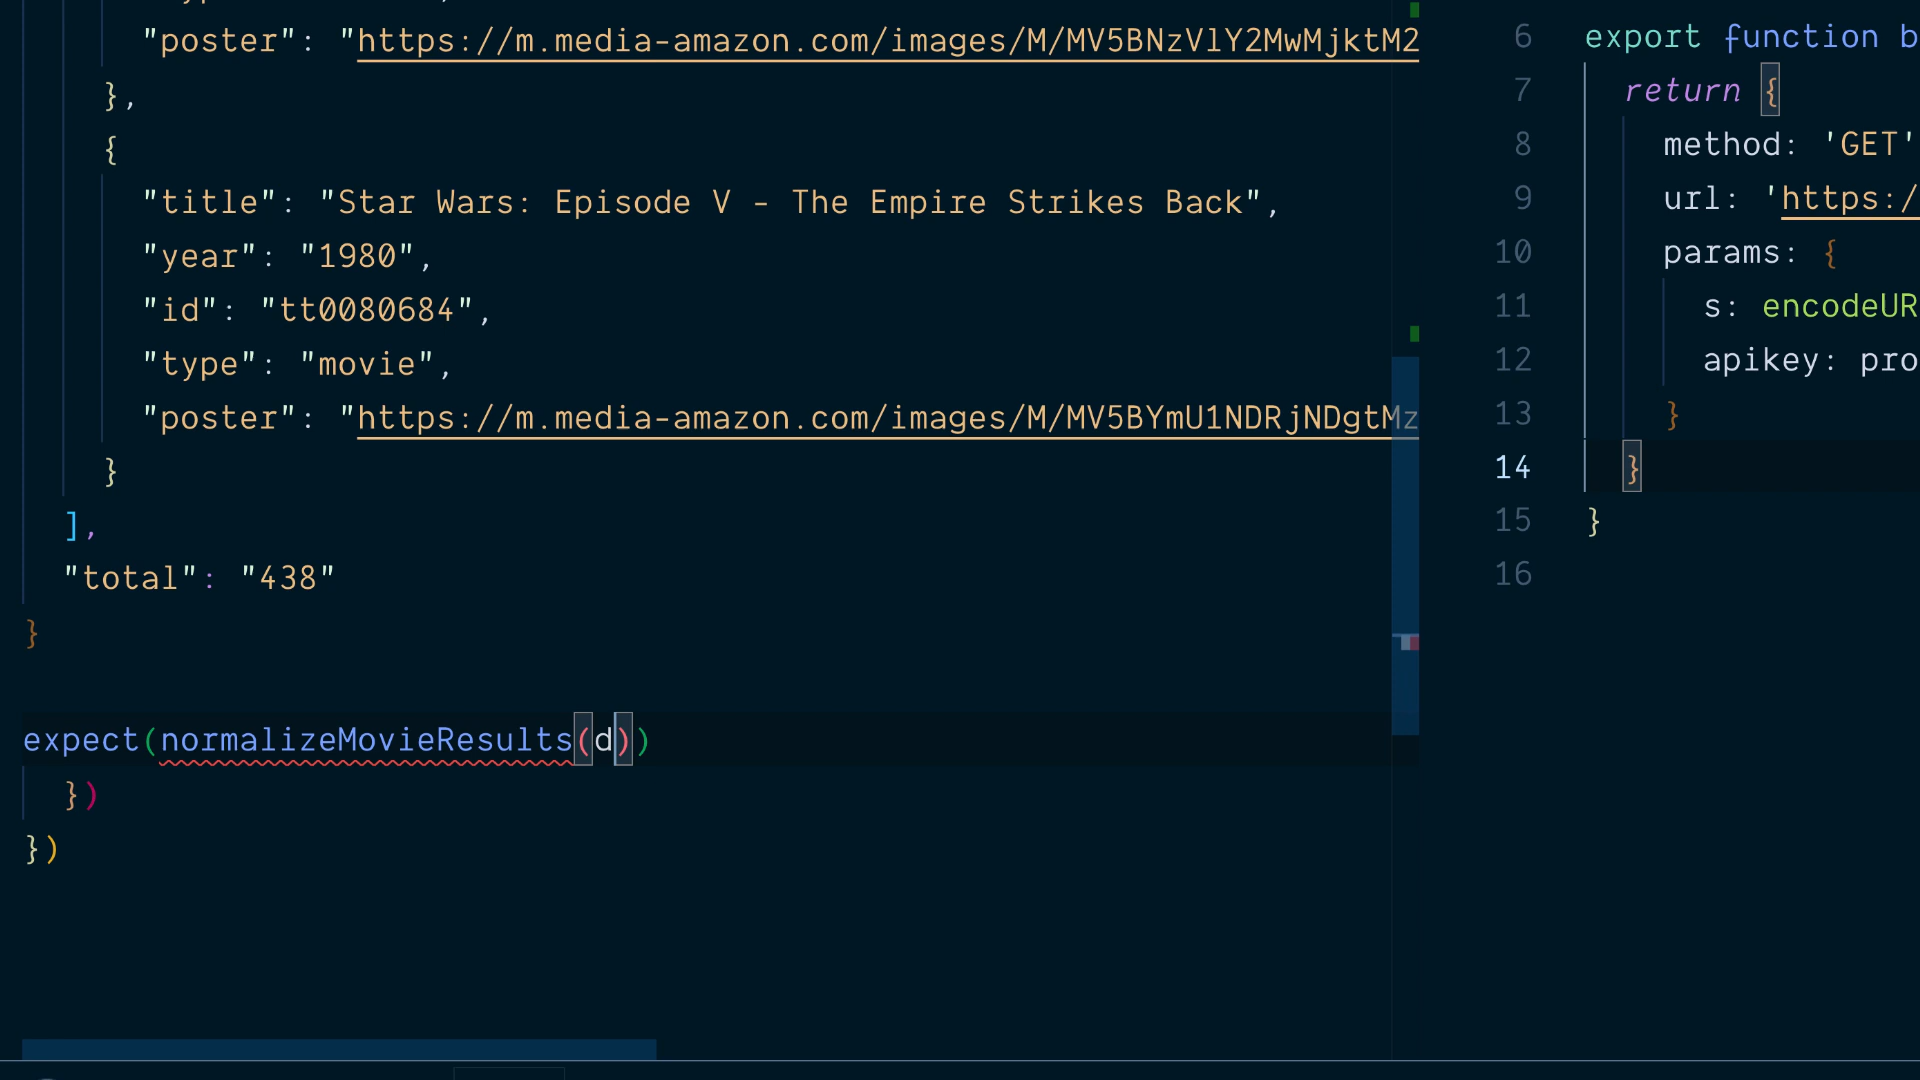 "poster": "https://m.media-amazon.com/images/M/MV5BNzVlY2MwMjktM2
},
{
"title": "Star Wars: Episode V - The Empire Strikes Back",
"year": "1980",
"id": "tt0080684",
"type": "movie",
"poster": "https://m.media-amazon.com/images/M/MV5BYmU1NDRjNDgtMz
}
],
"total": "438"
}
expect(normalizeMovieResults(d))
})
})
6 export function b
7 return {
8 method: 'GET'
9 url: 'https:/
10 params: {
11 s: encodeUR
12 apikey: pro
13 }
14 }
15 }
16